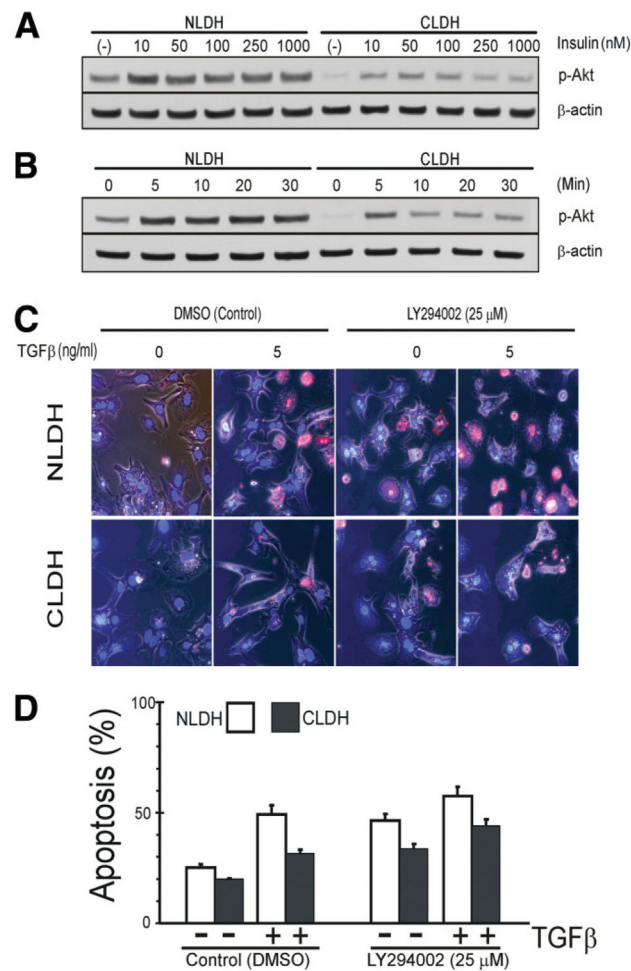 A
NLDH CLDH
(-) 10 50 100 250 1000 (-) 10 50 100 250 1000 Insulin (nM)
p-Akt
β-actin
B
NLDH CLDH
0 5 10 20 30 0 5 10 20 30 (Min)
p-Akt
β-actin
C
DMSO (Control) LY294002 (25 μM)
TGFβ (ng/ml) 0 5 0 5
NLDH
CLDH
D
100
NLDH CLDH
Apoptosis (%)
50
0
- - + + - - + + TGFβ
Control (DMSO) LY294002 (25 μM)